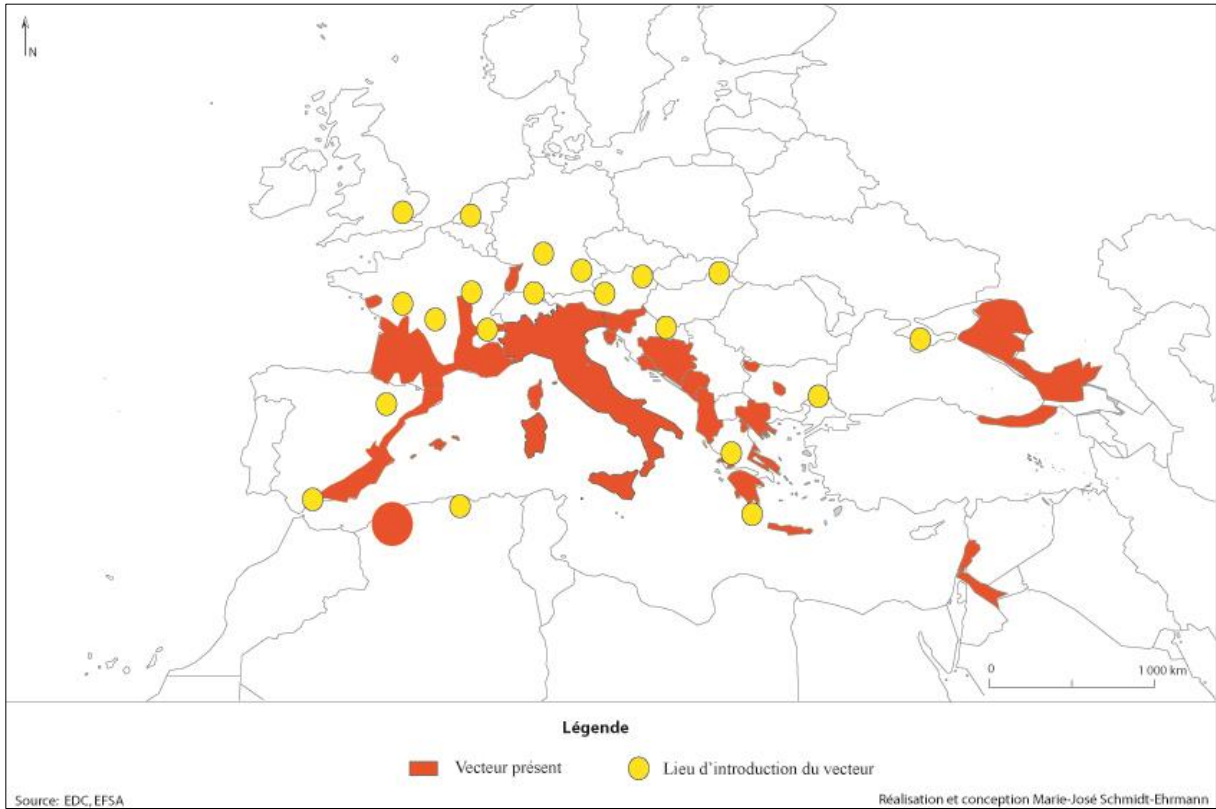 N
0
1 000 km
Légende
Vecteur présent
Lieu d'introduction du vecteur
Source: EDC, EFSA
Réalisation et conception Marie-José Schmidt-Ehrmann